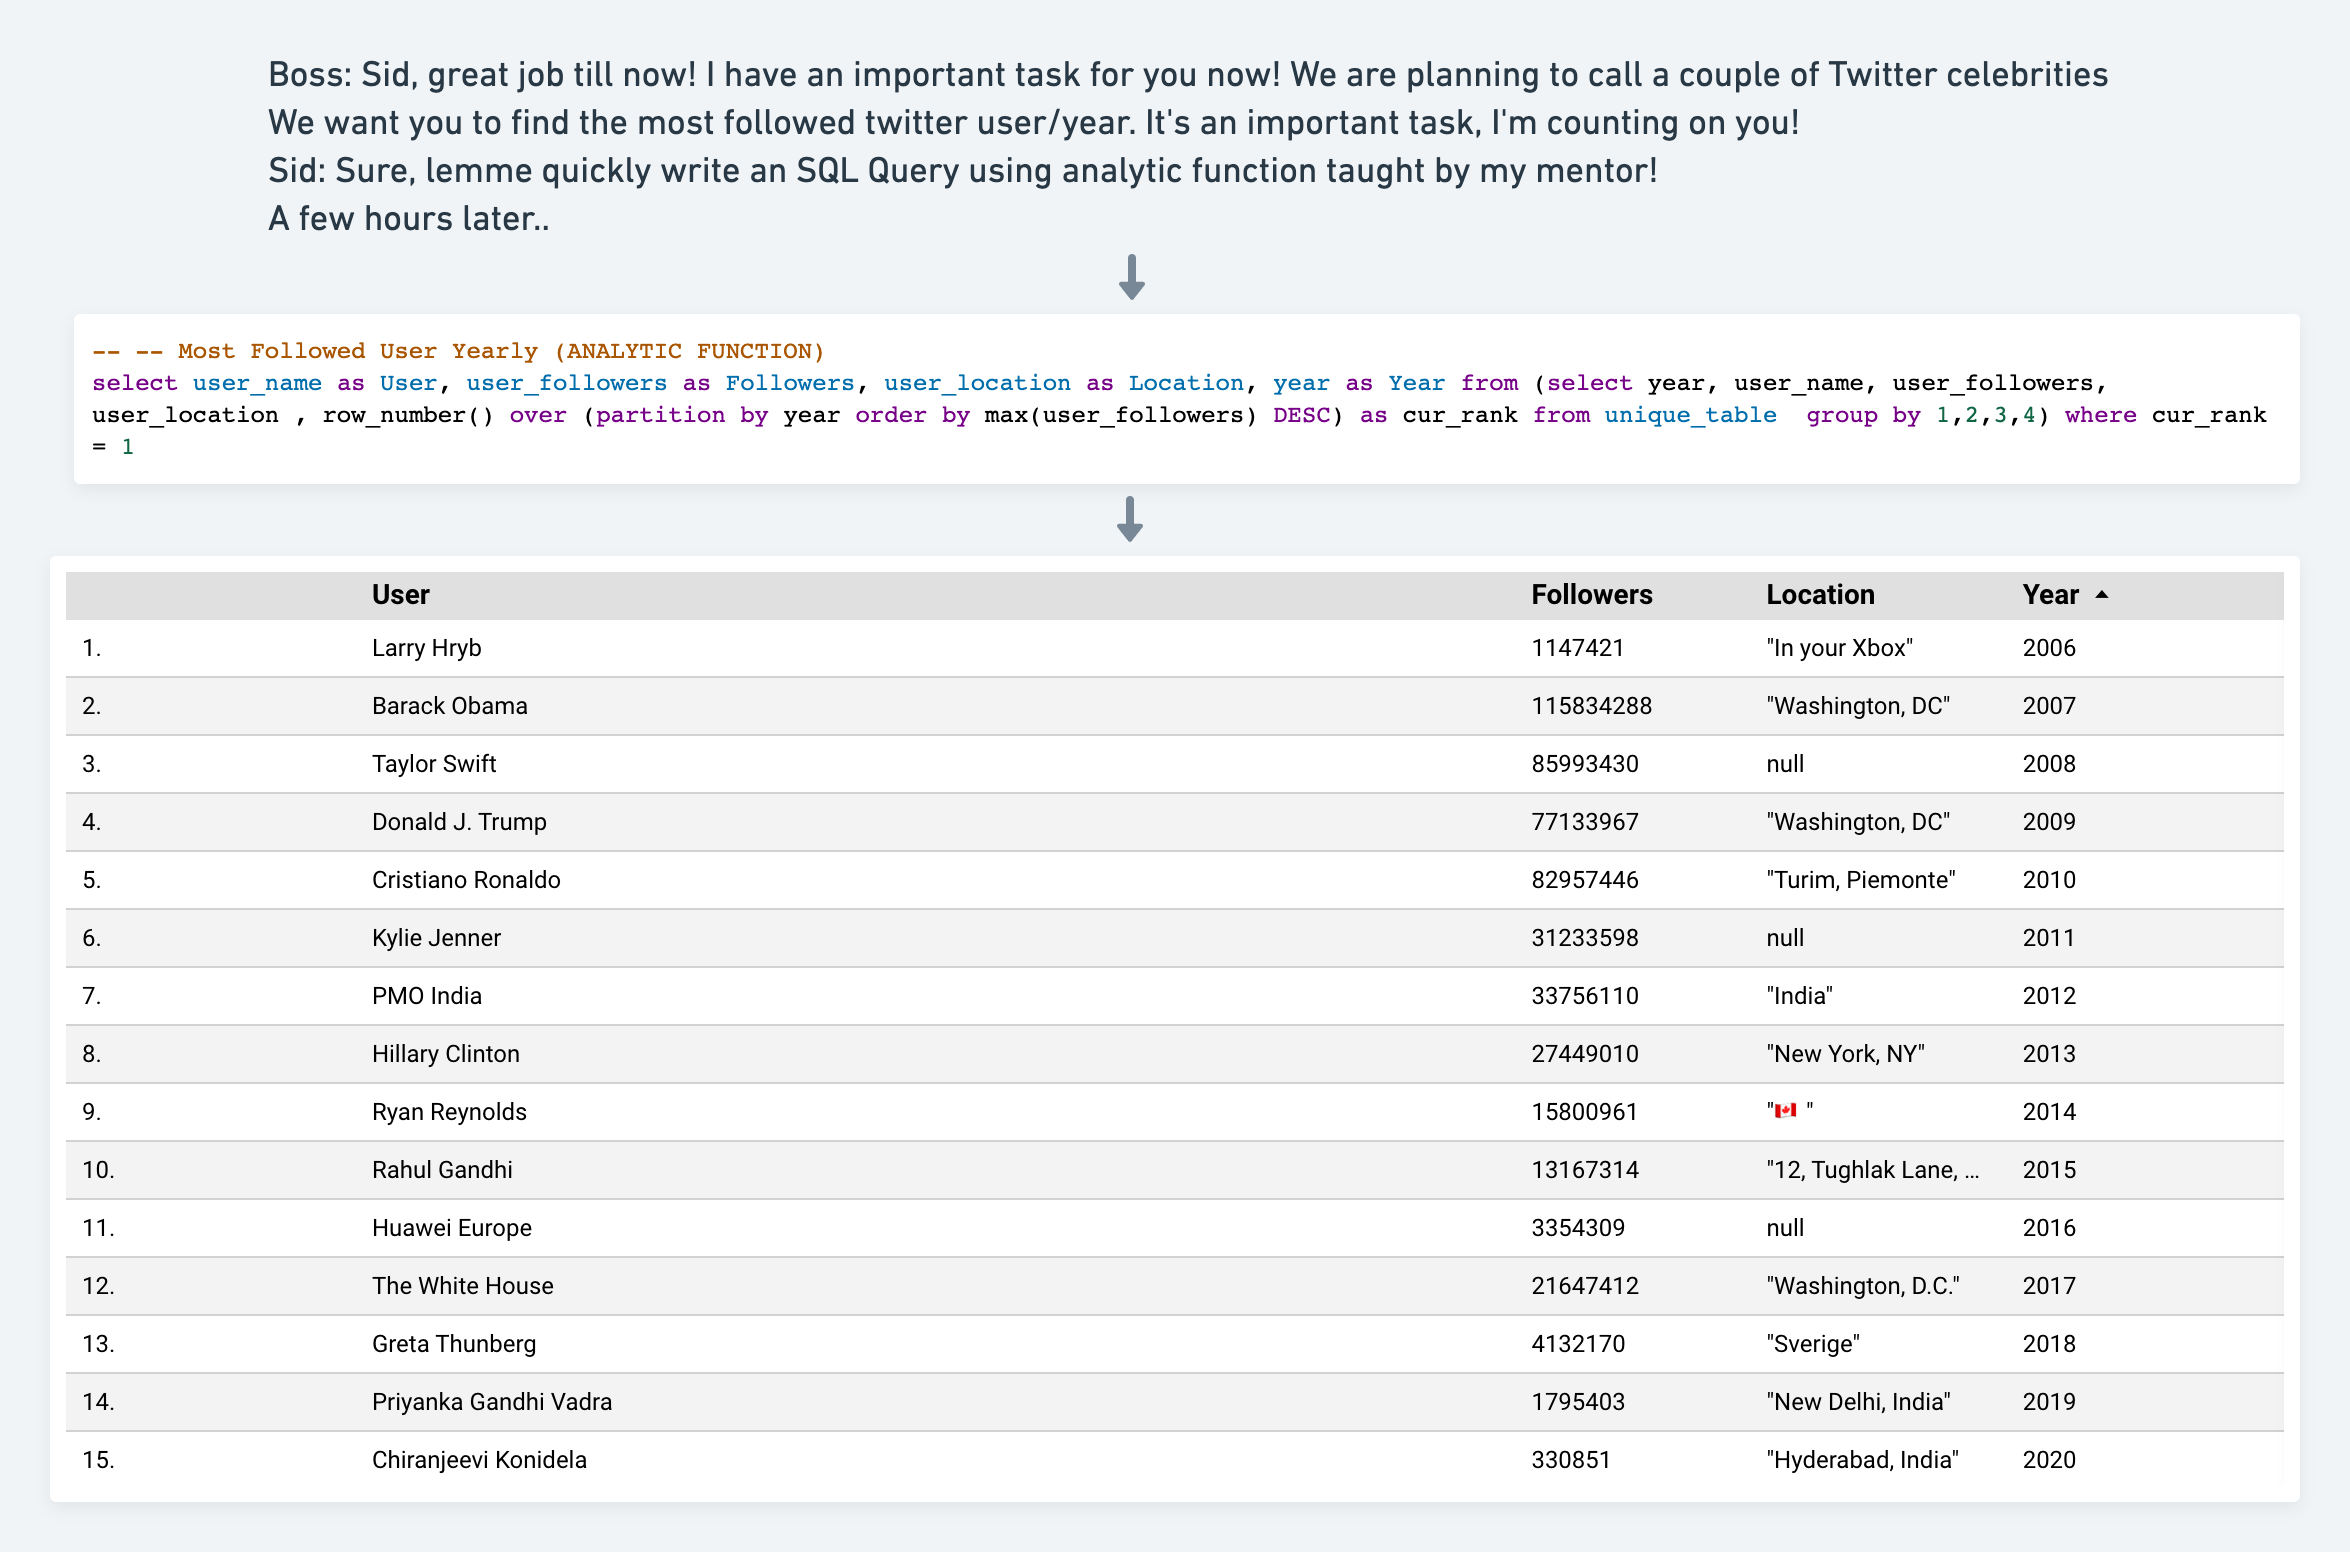 Boss: Sid, great job till now! I have an important task for you now! We are planning to call a couple of Twitter celebrities
We want you to find the most followed twitter user/year. It's an important task, I'm counting on you!
Sid: Sure, lemme quickly write an SQL Query using analytic function taught by my mentor!
A few hours later..
-- -- Most Followed User Yearly (ANALYTIC FUNCTION)
select user_name as User, user_followers as Followers, user_location as Location, year as Year from (select year, user_name, user_followers,
user_location , row_number() over (partition by year order by max(user_followers) DESC) as cur_rank from unique_table  group by 1,2,3,4) where cur_rank
= 1
User Followers Location Year
1. Larry Hryb 1147421 "In your Xbox" 2006
2. Barack Obama 115834288 "Washington, DC" 2007
3. Taylor Swift 85993430 null 2008
4. Donald J. Trump 77133967 "Washington, DC" 2009
5. Cristiano Ronaldo 82957446 "Turim, Piemonte" 2010
6. Kylie Jenner 31233598 null 2011
7. PMO India 33756110 "India" 2012
8. Hillary Clinton 27449010 "New York, NY" 2013
9. Ryan Reynolds 15800961 "🇨🇦 " 2014
10. Rahul Gandhi 13167314 "12, Tughlak Lane, ... 2015
11. Huawei Europe 3354309 null 2016
12. The White House 21647412 "Washington, D.C." 2017
13. Greta Thunberg 4132170 "Sverige" 2018
14. Priyanka Gandhi Vadra 1795403 "New Delhi, India" 2019
15. Chiranjeevi Konidela 330851 "Hyderabad, India" 2020